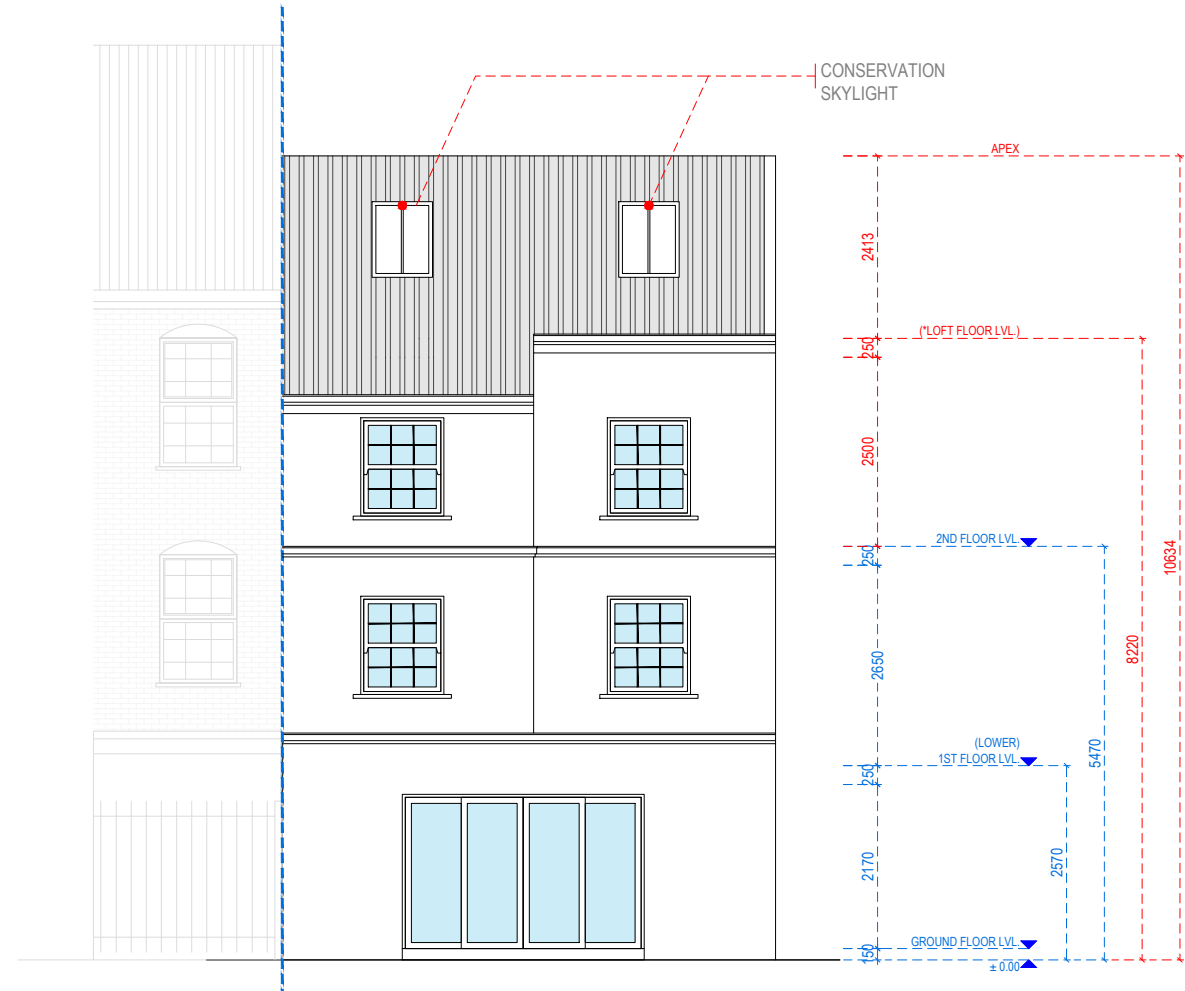 CONSERVATION
SKYLIGHT
APEX
2413
(*LOFT FLOOR LVL.)
250
2500
2ND FLOOR LVL.
250
10634
8220
2650
(LOWER)
1ST FLOOR LVL.
5470
250
2170
2570
GROUND FLOOR LVL.
150
± 0.00